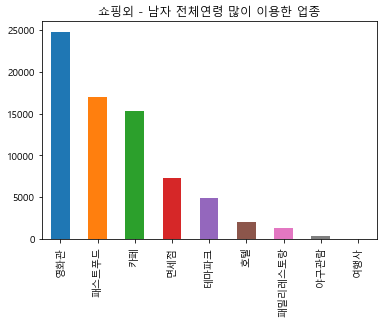 쇼핑외 - 남자 전체연령 많이 이용한 업종
25000
20000
15000
10000
5000
0
영화관
패스트푸드
카페
면세점
테마파크
호텔
패밀리레스토랑
야구관람
여행사